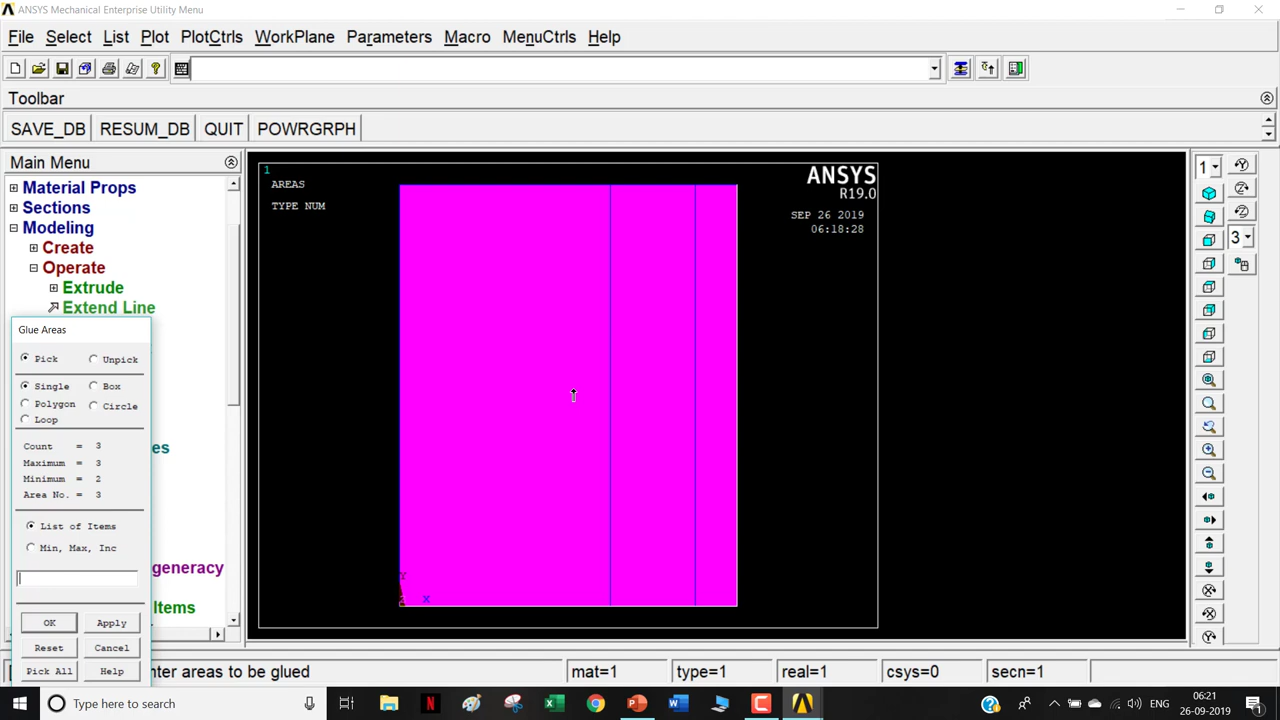 ANSYS Mechanical Enterprise Utility Menu
File Select List Plot PlotCtrls WorkPlane Parameters Macro MenuCtrls Help
Toolbar
SAVE_DB RESUM_DB QUIT POWRGRPH
Main Menu
Material Props
Sections
Modeling
Create
Operate
Extrude
Extend Line
Glue Areas
Pick Unpick
Single Box
Polygon Circle
Loop
Count = 3
Maximum = 3
Minimum = 2
Area No. = 3
List of Items
Min, Max, Inc
OK Apply
Reset Cancel
Pick All Help
es
generacy
Items
1
AREAS
TYPE NUM
ANSYS
R19.0
SEP 26 2019
06:18:28
Y
X
1
3
nter areas to be glued
mat=1 type=1 real=1 csys=0 secn=1
Type here to search
ENG
06:21
26-09-2019